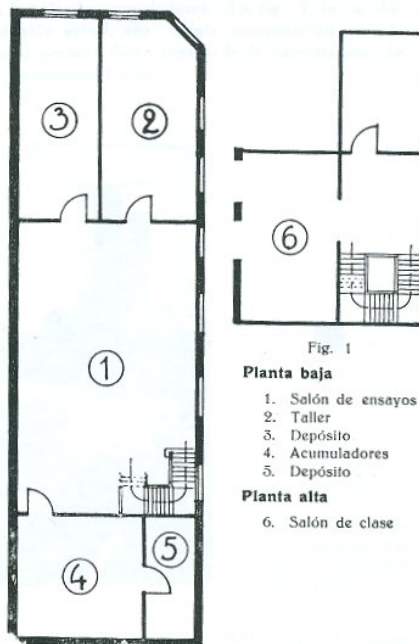 3
2
1
6
5
4
Fig. 1
Planta baja
1. Salón de ensayos
2. Taller
3. Depósito
4. Acumuladores
5. Depósito
Planta alta
6. Salón de clase